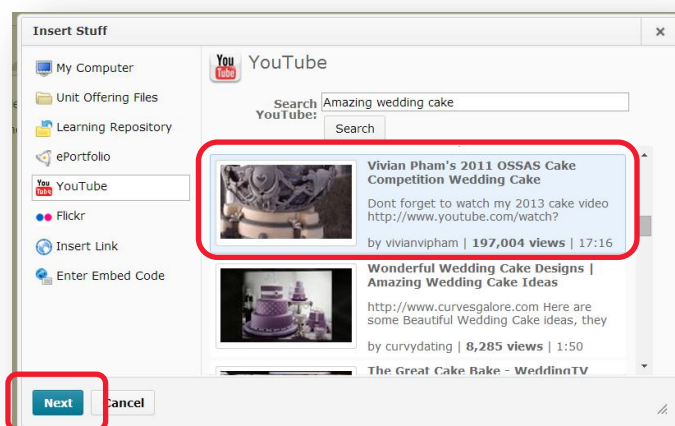 Insert Stuff
My Computer
Unit Offering Files
Learning Repository
ePortfolio
YouTube
Flickr
Insert Link
Enter Embed Code
You
Tube
YouTube
Search YouTube:
Amazing wedding cake
Search
Vivian Pham's 2011 OSSAS Cake
Competition Wedding Cake
Dont forget to watch my 2013 cake video
http://www.youtube.com/watch?
by vivianvipham | 197,004 views | 17:16
Wonderful Wedding Cake Designs |
Amazing Wedding Cake Ideas
http://www.curvesgalore.com Here are
some Beautiful Wedding Cake ideas, they
by curvydating | 8,285 views | 1:50
The Great Cake Bake - WeddingTV
Next
Cancel